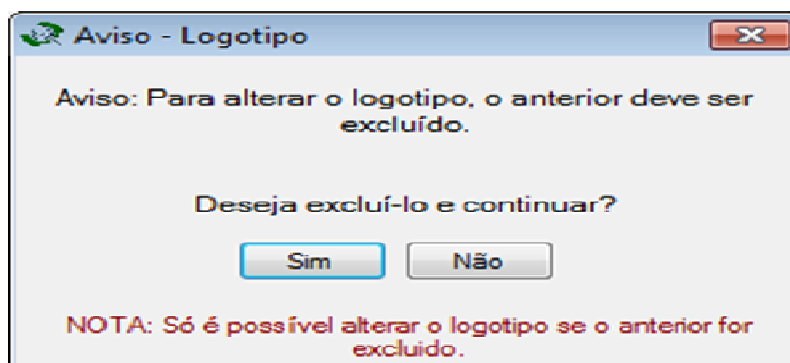 Aviso - Logotipo
Aviso: Para alterar o logotipo, o anterior deve ser
excluído.
Deseja excluí-lo e continuar?
Sim Não
NOTA: Só é possível alterar o logotipo se o anterior for
excluido.